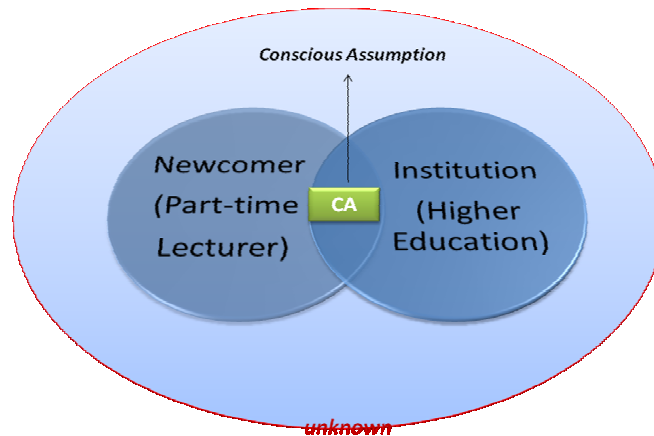 Conscious Assumption
Newcomer
(Part-time
Lecturer)
CA
Institution
(Higher
Education)
unknown